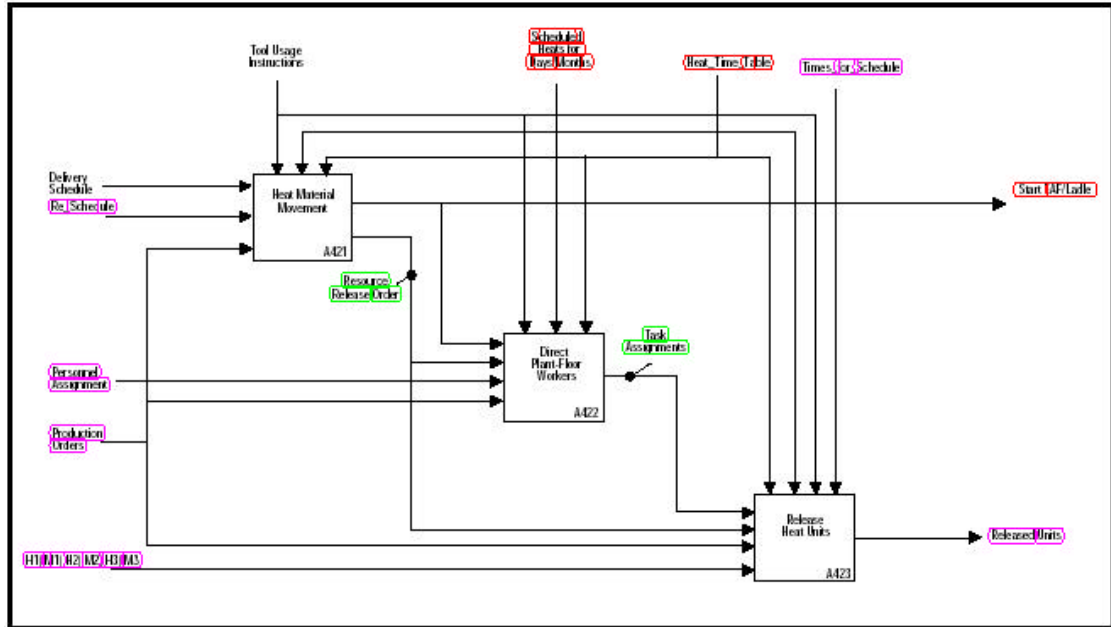 Tool Usage
Instructions
Scheduled
Heats for
Days/Months
Heat_Time_Table
Times_for_Schedule
Delivery
Schedule
Re_Schedule
Heat Material
Movement
A421
Start EAF/Ladle
Resource
Release Order
Direct
Plant-Floor
Workers
A422
Task
Assignments
Personnel
Assignment
Production
Orders
Release
Heat Units
A423
Released Units
H1 M1 H2 M2 H3 M3